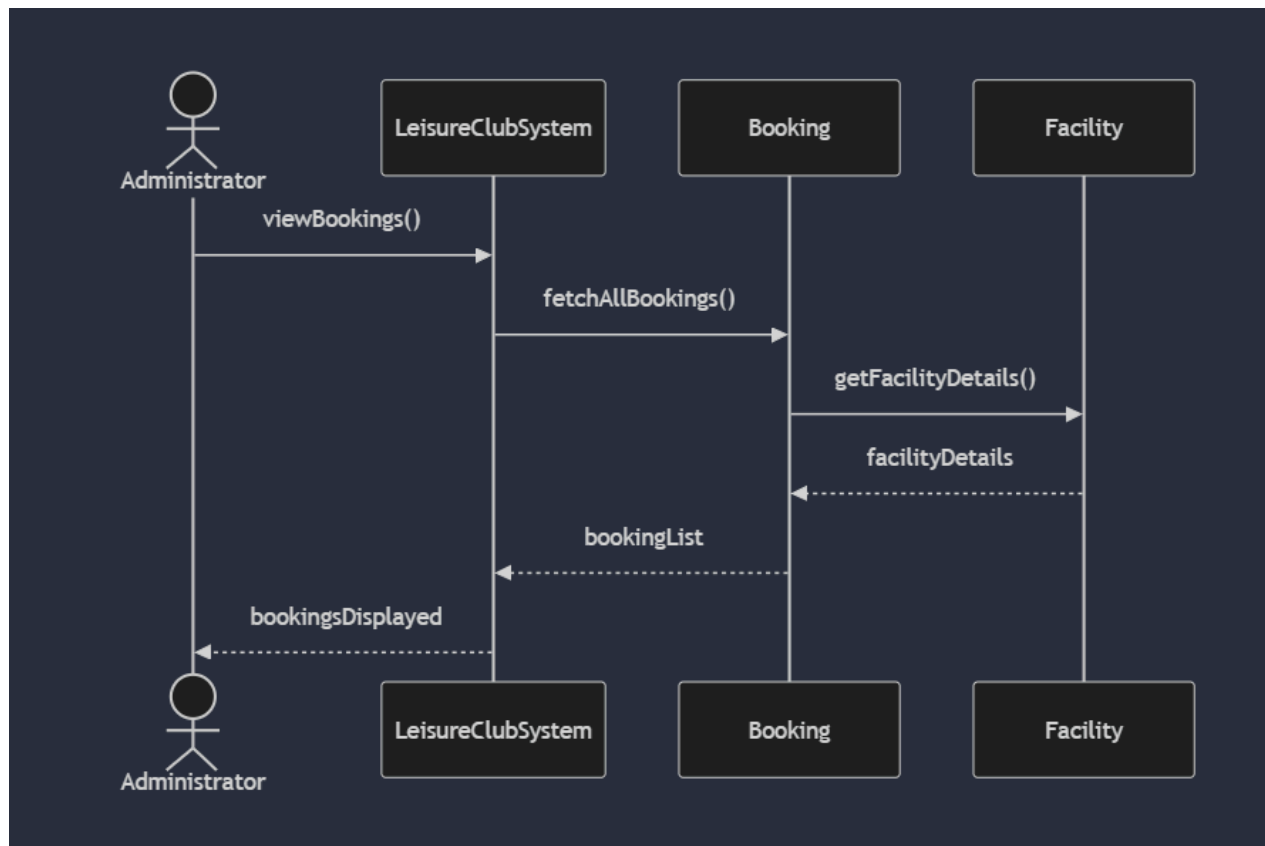 LeisureClubSystem
Booking
Facility
Administrator
viewBookings()
fetchAllBookings()
getFacilityDetails()
facilityDetails
bookingList
bookingsDisplayed
LeisureClubSystem
Booking
Facility
Administrator